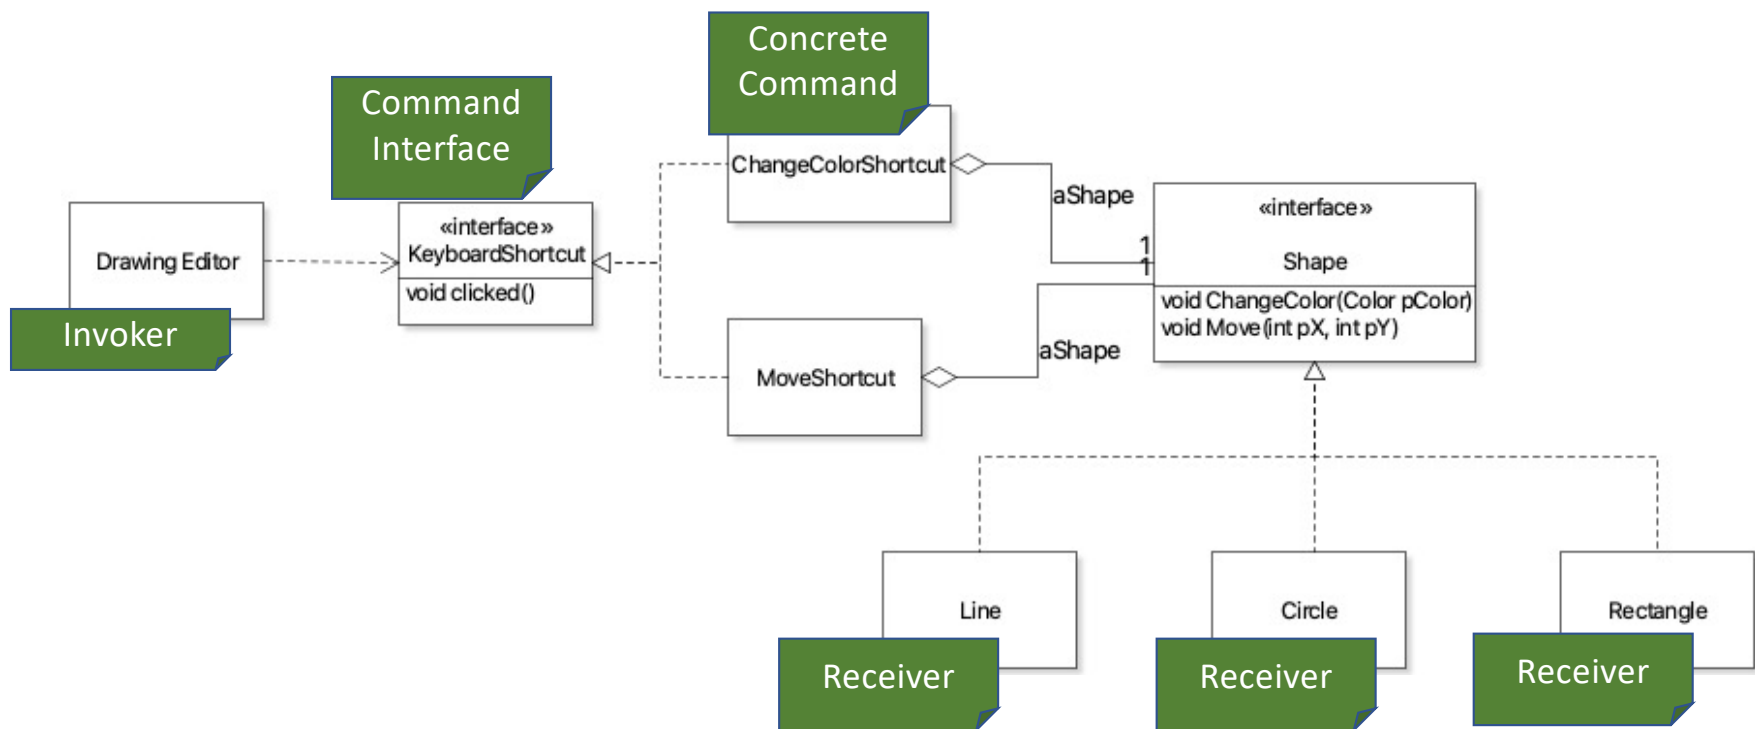 Concrete
Command
Command
Interface
ChangeColorShortcut
aShape
«interface»
Shape
void ChangeColor(Color pColor)
void Move(int pX, int pY)
1
1
«interface»
KeyboardShortcut
void clicked()
Drawing Editor
Invoker
MoveShortcut
aShape
Line
Circle
Rectangle
Receiver
Receiver
Receiver